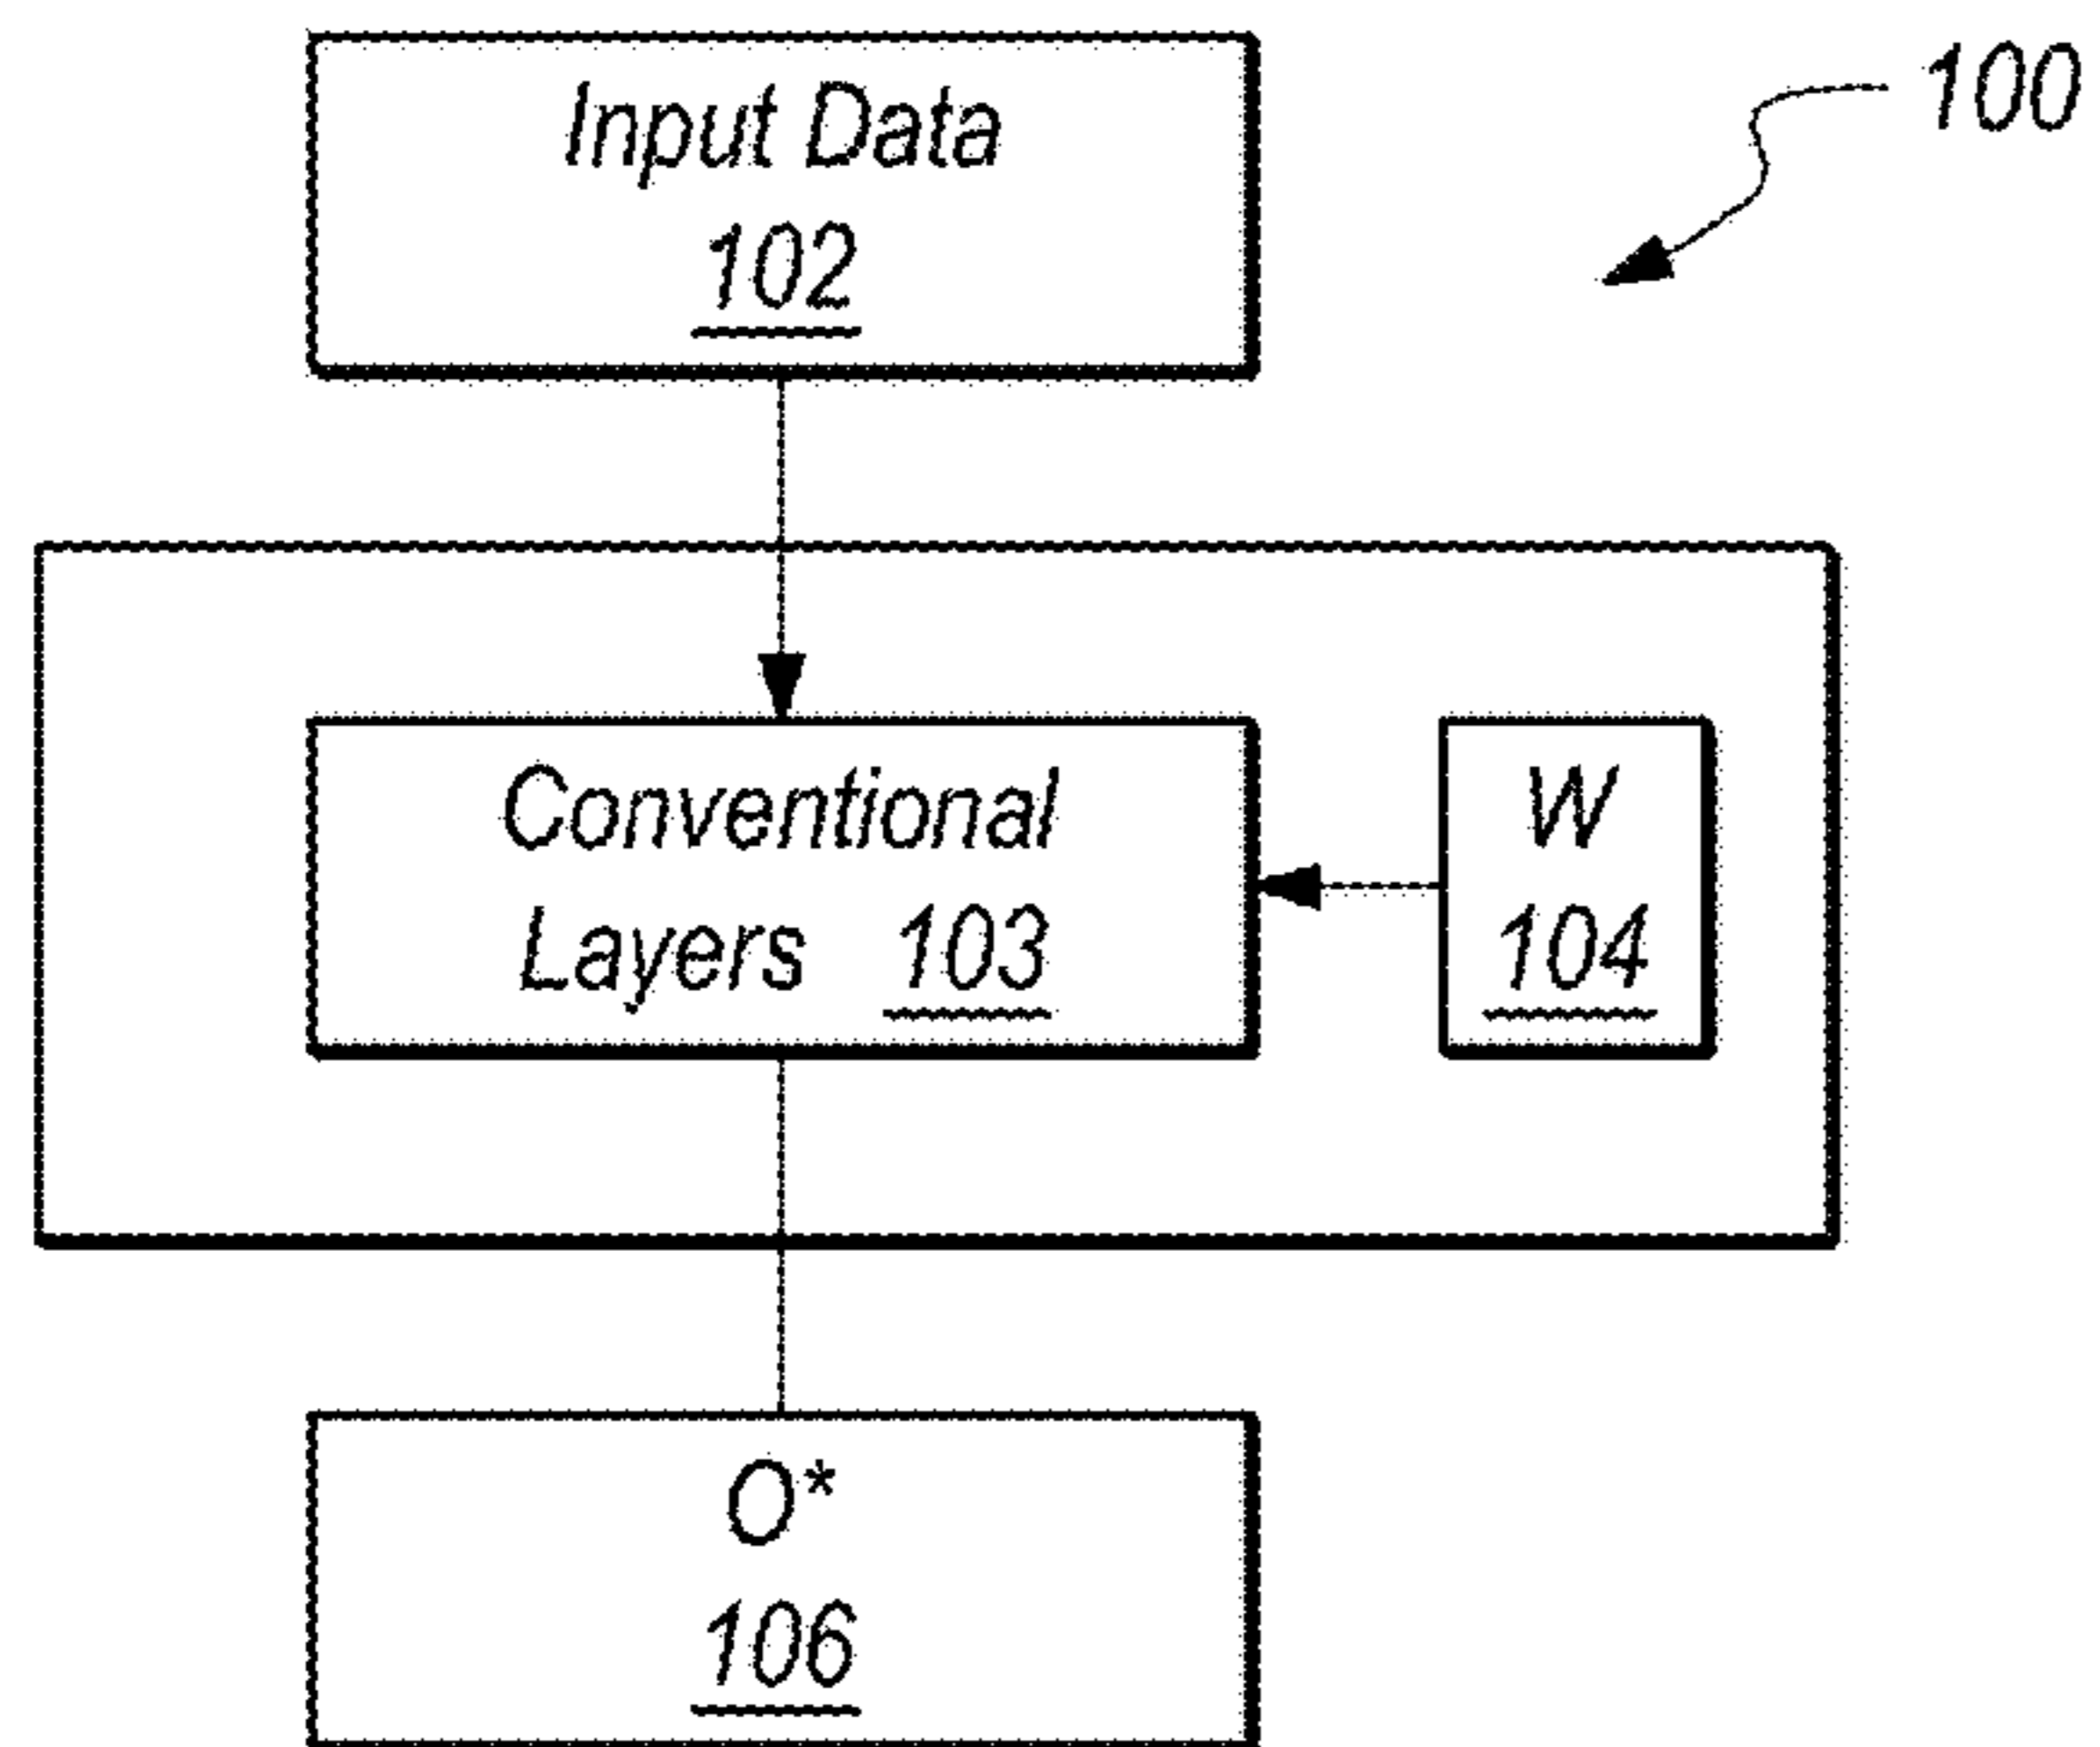 Input Data
102
100
Conventional
Layers 103
W
104
O*
106